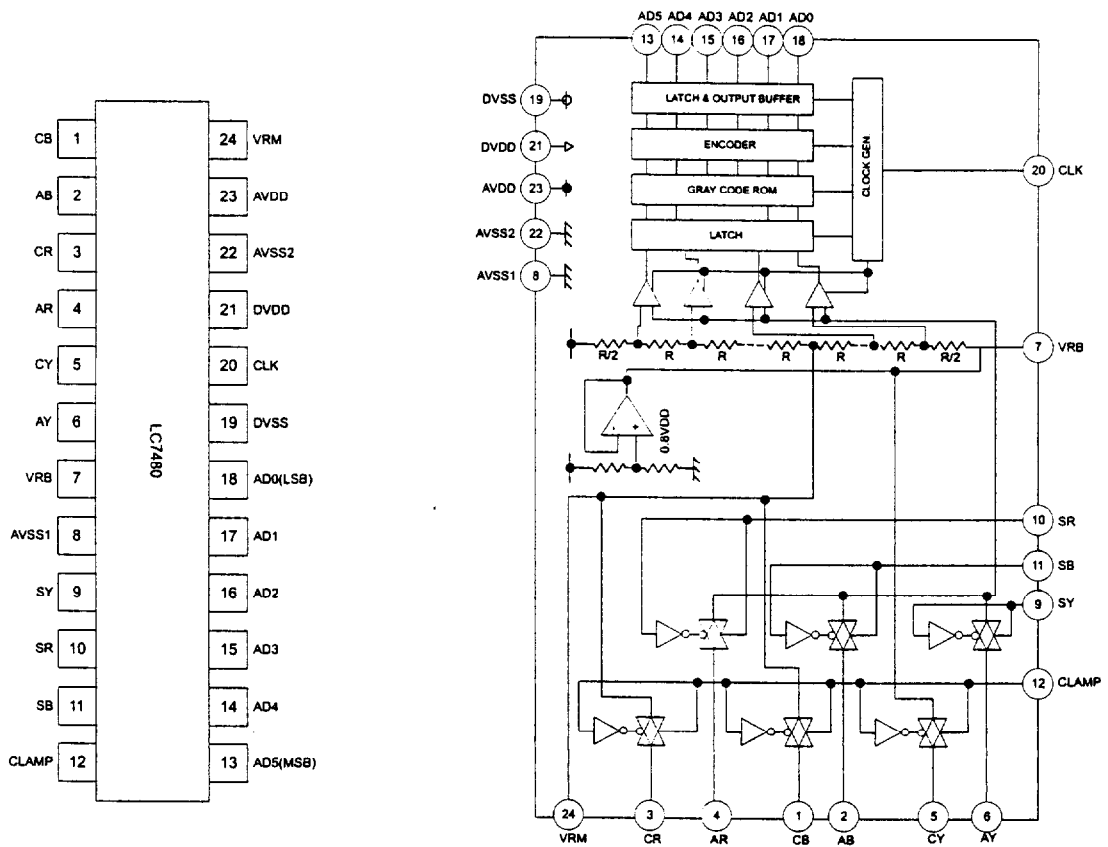 CB 1
24 VRM
AB 2
23 AVDD
CR 3
22 AVSS2
AR 4
21 DVDD
CY 5
20 CLK
AY 6
19 DVSS
VRB 7
18 AD0(LSB)
AVSS1 8
17 AD1
SY 9
16 AD2
SR 10
15 AD3
SB 11
14 AD4
CLAMP 12
13 AD5(MSB)
LC7480
AD5 AD4 AD3 AD2 AD1 AD0
13 14 15 16 17 18
DVSS 19
DVDD 21
AVDD 23
AVSS2 22
AVSS1 8
LATCH & OUTPUT BUFFER
ENCODER
GRAY CODE ROM
LATCH
CLOCK GEN
20 CLK
R/2 R R R R R R/2
7 VRB
- +
0.8VDD
10 SR
11 SB
9 SY
12 CLAMP
24 3 4 1 2 5 6
VRM CR AR CB AB CY AY